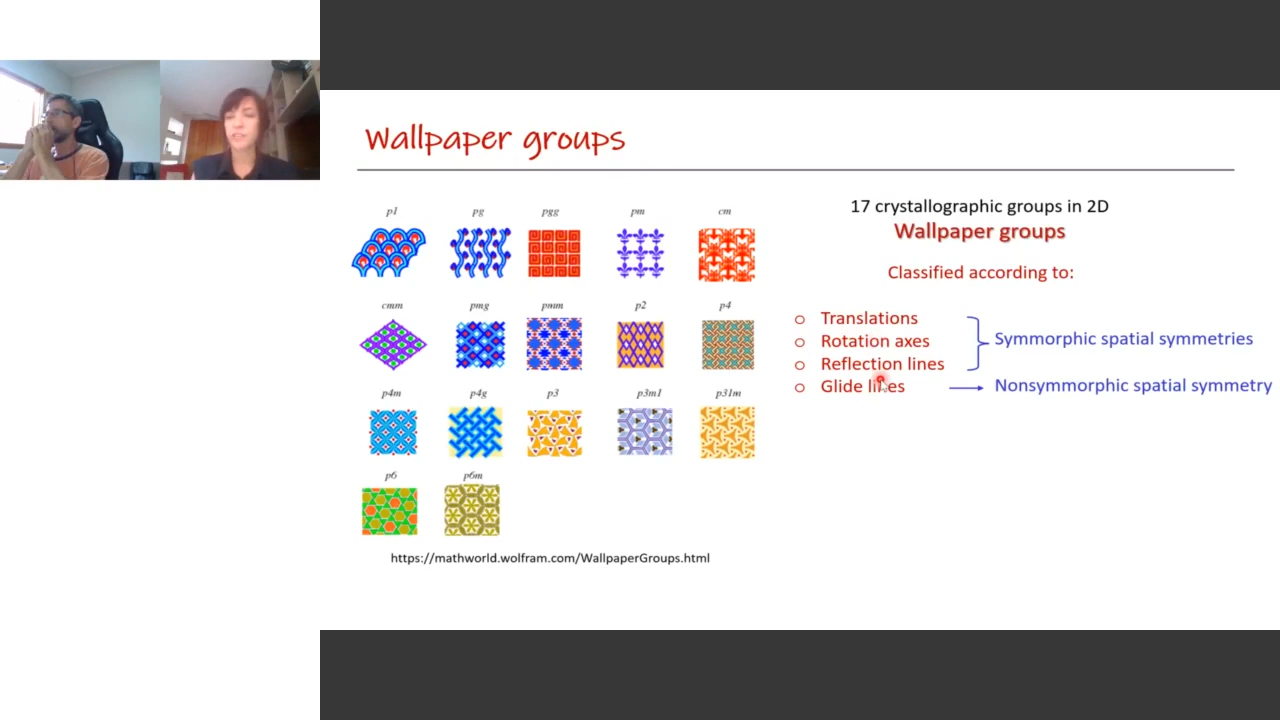 Wallpaper groups
p1 pg pgg pm cm
cmm pmg pmm p2 p4
p4m p4g p3 p3m1 p31m
p6 p6m
https://mathworld.wolfram.com/WallpaperGroups.html
17 crystallographic groups in 2D
Wallpaper groups
Classified according to:
o Translations
o Rotation axes
o Reflection lines
o Glide lines
Symmorphic spatial symmetries
Nonsymmorphic spatial symmetry